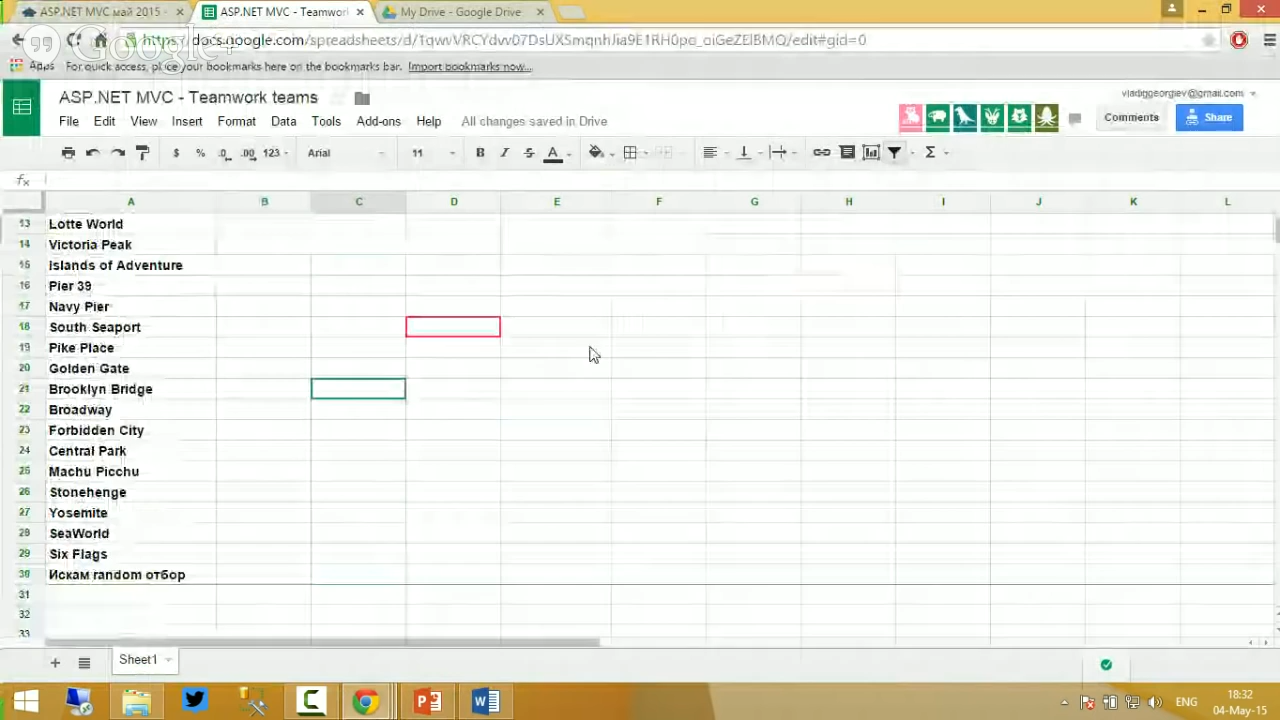 ASP.NET MVC май 2015 -
ASP.NET MVC - Teamwork
My Drive - Google Drive
Google+
Apps
For quick access, place your bookmarks here on the bookmarks bar. Import bookmarks now...
ASP.NET MVC - Teamwork teams
vladiggeorgiev@gmail.com
File Edit View Insert Data Tools Add-ons Help All changes saved in Drive
Comments
Share
$ % .0 .00 123 Arial 11 B I S A Σ
fx
A B C D E F G H I J K L
13 Lotte World
14 Victoria Peak
15 Islands of Adventure
16 Pier 39
17 Navy Pier
18 South Seaport
19 Pike Place
20 Golden Gate
21 Brooklyn Bridge
22 Broadway
23 Forbidden City
24 Central Park
25 Machu Picchu
26 Stonehenge
27 Yosemite
28 SeaWorld
29 Six Flags
30 Искам random отбор
31
32
33
Sheet1
ENG
18:32
04-May-15